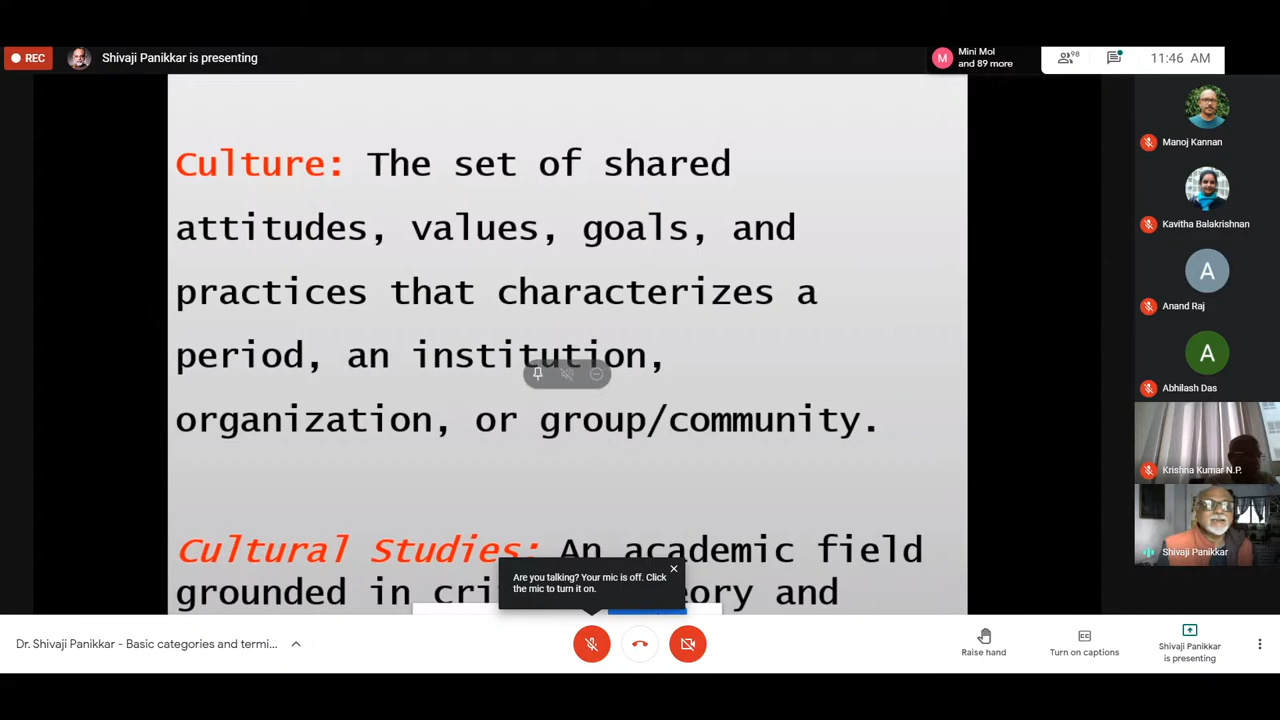 REC
Shivaji Panikkar is presenting
Mini Mol
and 89 more
98
11:46 AM
M
Culture: The set of shared
attitudes, values, goals, and
practices that characterizes a
period, an institution,
organization, or group/community.
Cultural Studies: An academic field
grounded in cri eory and
Manoj Kannan
Kavitha Balakrishnan
A
Anand Raj
A
Abhilash Das
Krishna Kumar N.P.
Shivaji Panikkar
Are you talking? Your mic is off. Click
the mic to turn it on.
Dr. Shivaji Panikkar - Basic categories and termi...
Raise hand
CC
Turn on captions
Shivaji Panikkar
is presenting